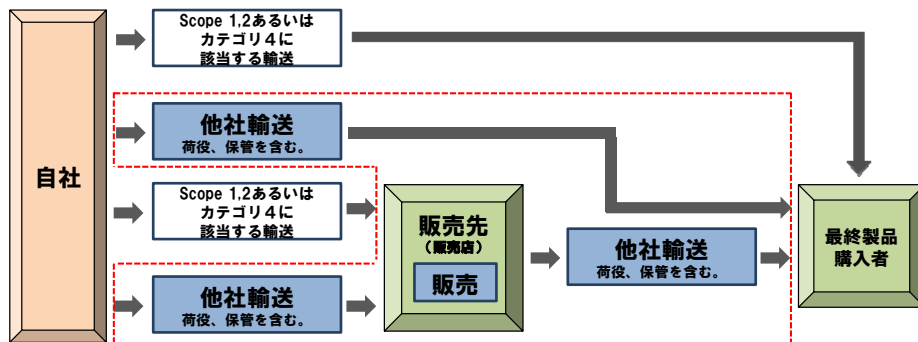 自社
Scope 1,2あるいは
カテゴリ４に
該当する輸送
他社輸送
荷役、保管を含む。
Scope 1,2あるいは
カテゴリ４に
該当する輸送
他社輸送
荷役、保管を含む。
販売先
（販売店）
販売
他社輸送
荷役、保管を含む。
最終製品
購入者